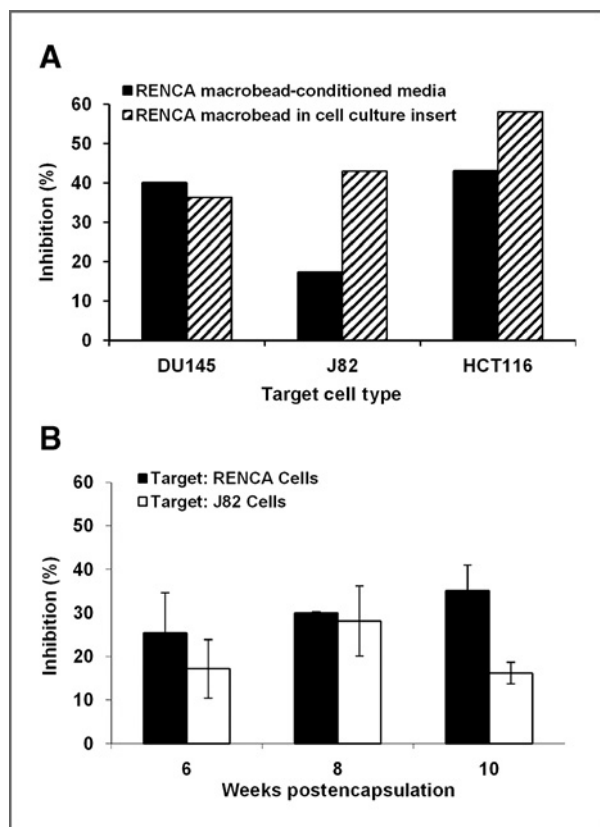 A
RENCA macrobead-conditioned media
RENCA macrobead in cell culture insert
60
50
40
30
20
10
0
Inhibition (%)
DU145 J82 HCT116
Target cell type
B
Target: RENCA Cells
Target: J82 Cells
60
50
40
30
20
10
0
Inhibition (%)
6 8 10
Weeks postencapsulation